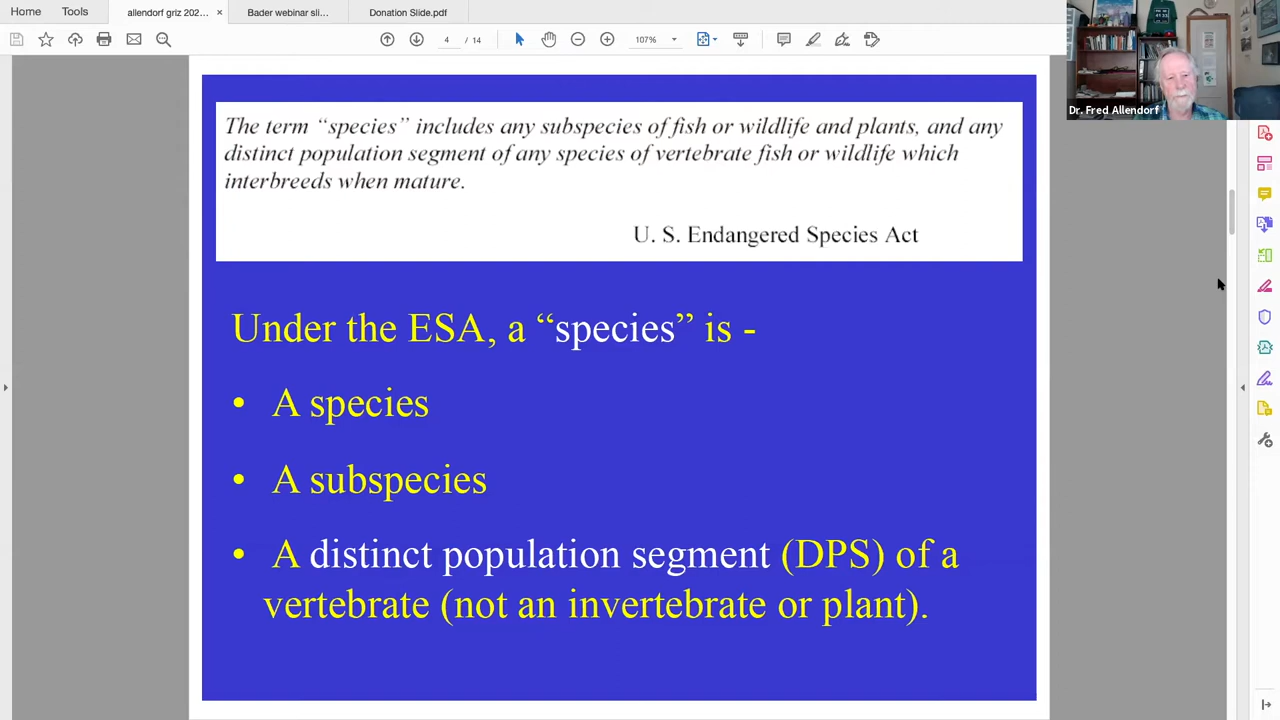 Home Tools allendorf griz 202... × Bader webinar sli... Donation Slide.pdf
4 / 14 107%
Dr. Fred Allendorf
The term “species” includes any subspecies of fish or wildlife and plants, and any
distinct population segment of any species of vertebrate fish or wildlife which
interbreeds when mature.
U. S. Endangered Species Act
Under the ESA, a “species” is -
• A species
• A subspecies
• A distinct population segment (DPS) of a
vertebrate (not an invertebrate or plant).